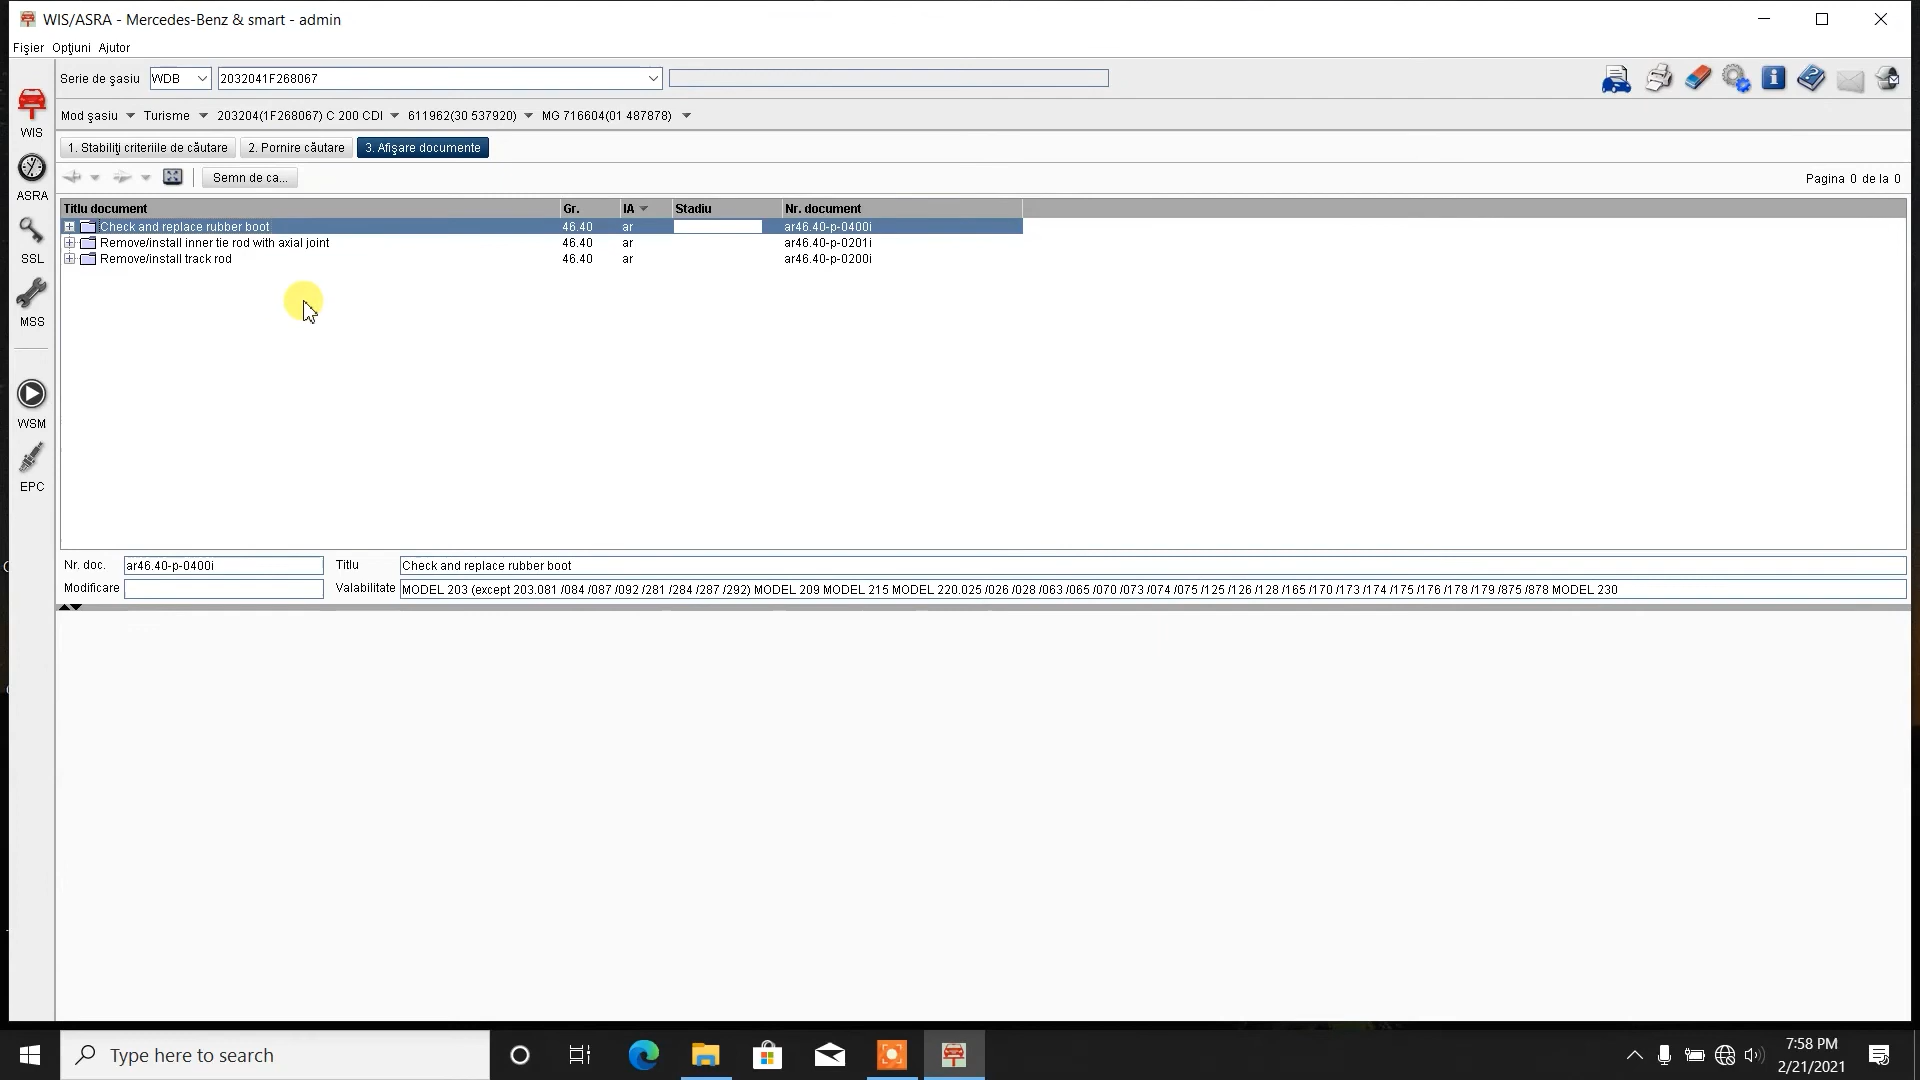 WIS/ASRA - Mercedes-Benz & smart - admin
Fişier Opţiuni Ajutor
Serie de şasiu WDB 2032041F268067
Mod şasiu Turisme 203204(1F268067) C 200 CDI 611962(30 537920) MG 716604(01 487878)
1. Stabiliţi criteriile de căutare 2. Pornire căutare 3. Afişare documente
Semn de ca... Pagina 0 de la 0
Titlu document Gr. IA Stadiu Nr. document
Check and replace rubber boot 46.40 ar ar46.40-p-0400i
Remove/install inner tie rod with axial joint 46.40 ar ar46.40-p-0201i
Remove/install track rod 46.40 ar ar46.40-p-0200i
WIS
ASRA
SSL
MSS
WSM
EPC
Nr. doc. ar46.40-p-0400i Titlu Check and replace rubber boot
Modificare Valabilitate MODEL 203 (except 203.081 /084 /087 /092 /281 /284 /287 /292) MODEL 209 MODEL 215 MODEL 220.025 /026 /028 /063 /065 /070 /073 /074 /075 /125 /126 /128 /165 /170 /173 /174 /175 /176 /178 /179 /875 /878 MODEL 230
Type here to search
7:58 PM
2/21/2021